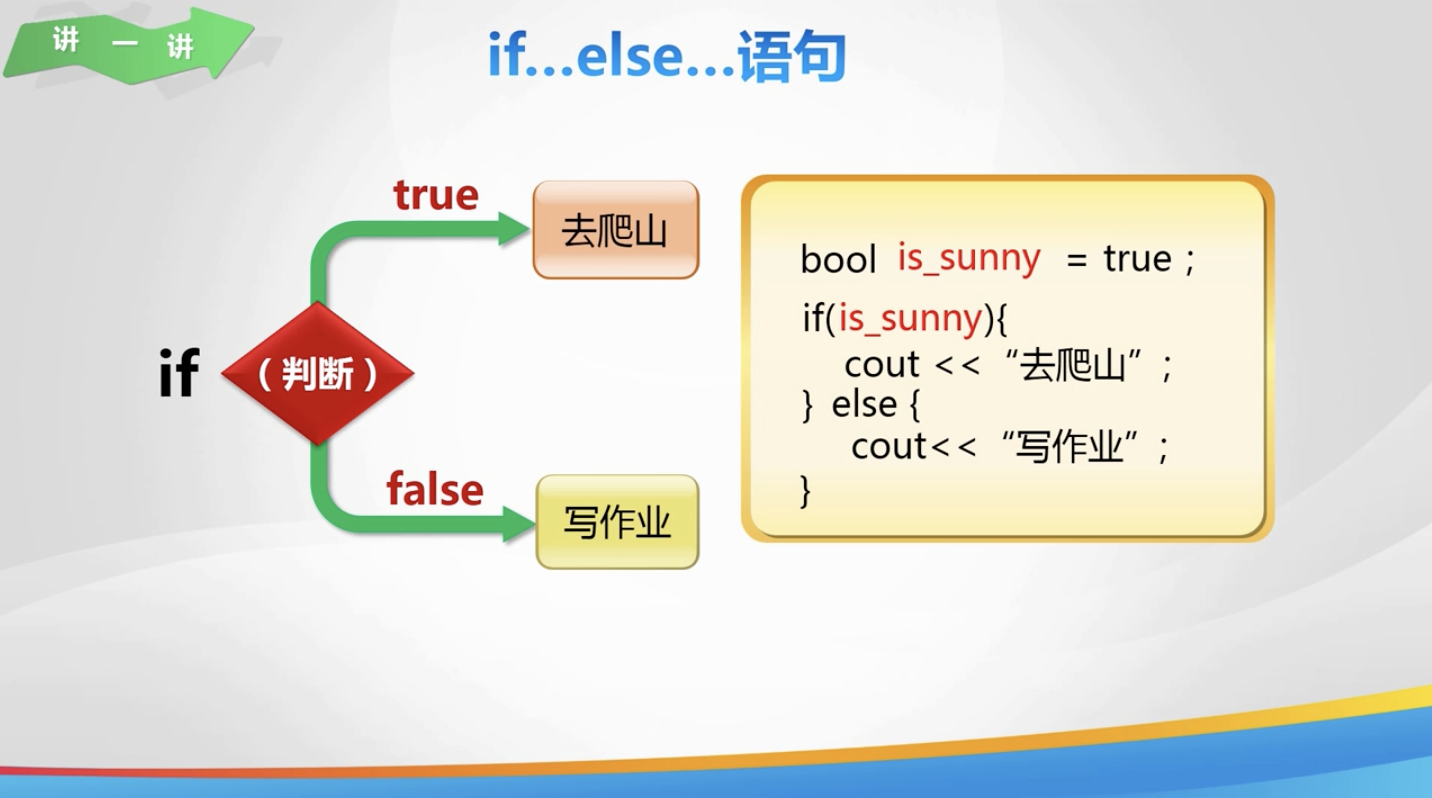 讲一讲
if...else...语句
true
去爬山
if
（判断）
false
写作业
bool is_sunny = true ;
if(is_sunny){
cout << “去爬山” ;
} else {
cout<< “写作业” ;
}